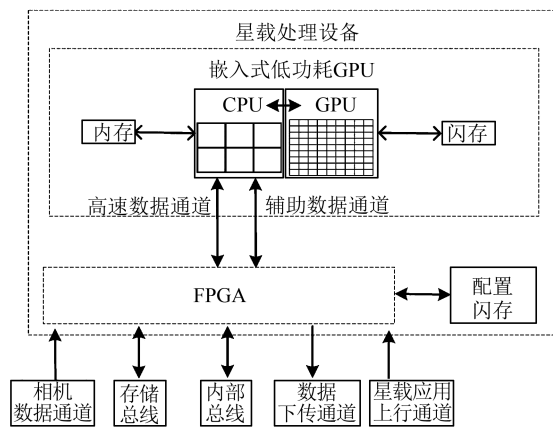 星载处理设备
嵌入式低功耗GPU
CPU
GPU
内存
闪存
高速数据通道
辅助数据通道
FPGA
配置
闪存
相机
数据通道
存储
总线
内部
总线
数据
下传通道
星载应用
上行通道